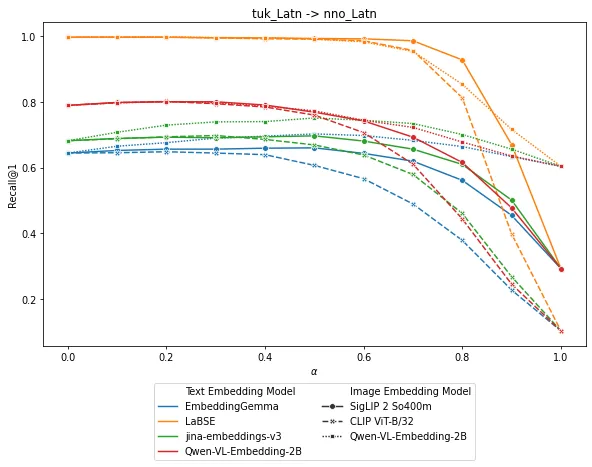 tuk_Latn -> nno_Latn
1.0
0.8
0.6
0.4
0.2
Recall@1
0.0 0.2 0.4 0.6 0.8 1.0
α
Text Embedding Model Image Embedding Model
EmbeddingGemma SigLIP 2 So400m
LaBSE CLIP ViT-B/32
jina-embeddings-v3 Qwen-VL-Embedding-2B
Qwen-VL-Embedding-2B